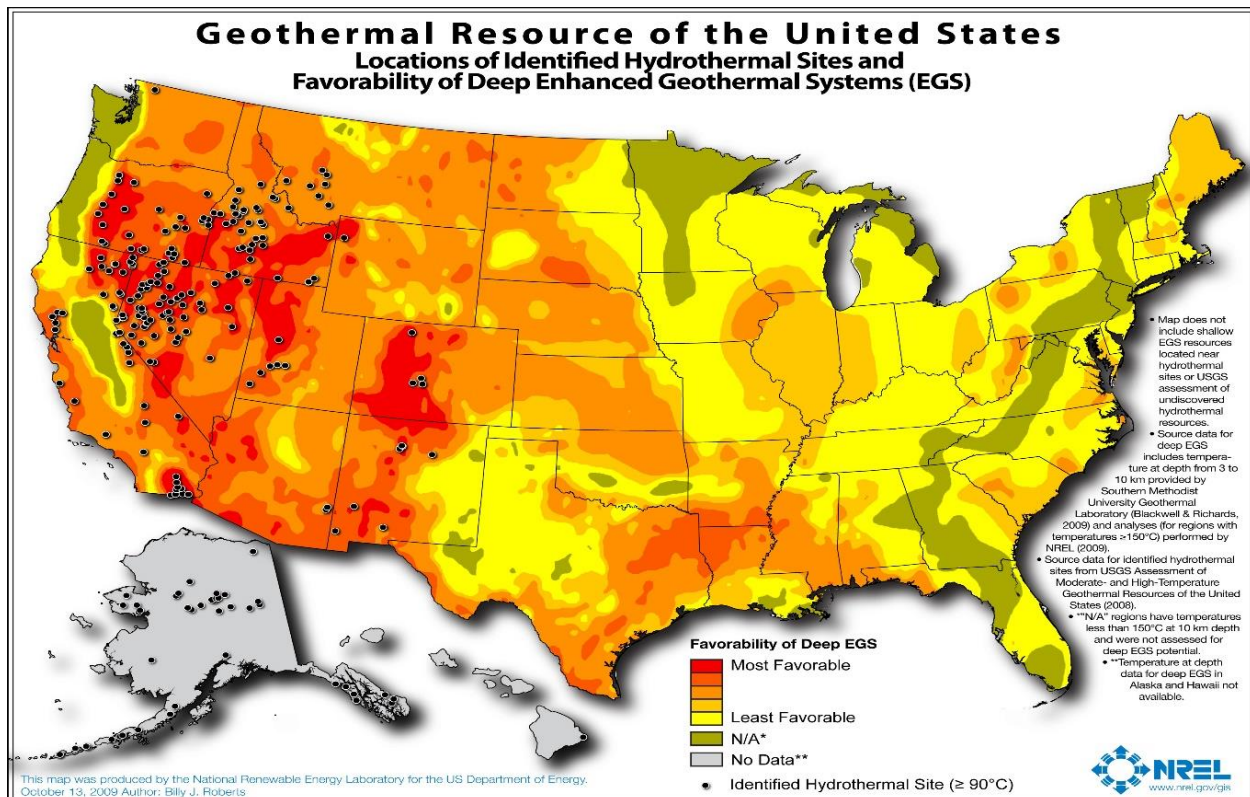 Geothermal Resource of the United States
Locations of Identified Hydrothermal Sites and
Favorability of Deep Enhanced Geothermal Systems (EGS)
• Map does not
include shallow
EGS resources
located near
hydrothermal
sites or USGS
assessment of
undiscovered
hydrothermal
resources.
• Source data for
deep EGS
includes tempera-
ture at depth from 3 to
10 km provided by
Southern Methodist
University Geothermal
Laboratory (Blackwell & Richards,
2009) and analyses (for regions with
temperatures ≥150°C) performed by
NREL (2009).
• Source data for identified hydrothermal
sites from USGS Assessment of
Moderate- and High-Temperature
Geothermal Resources of the United
States (2008).
• *"N/A" regions have temperatures
less than 150°C at 10 km depth
and were not assessed for
deep EGS potential.
• **Temperature at depth
data for deep EGS in
Alaska and Hawaii not
available.
Favorability of Deep EGS
Most Favorable
Least Favorable
N/A*
No Data**
Identified Hydrothermal Site (≥ 90°C)
This map was produced by the National Renewable Energy Laboratory for the US Department of Energy.
October 13, 2009 Author: Billy J. Roberts
NREL
www.nrel.gov/gis